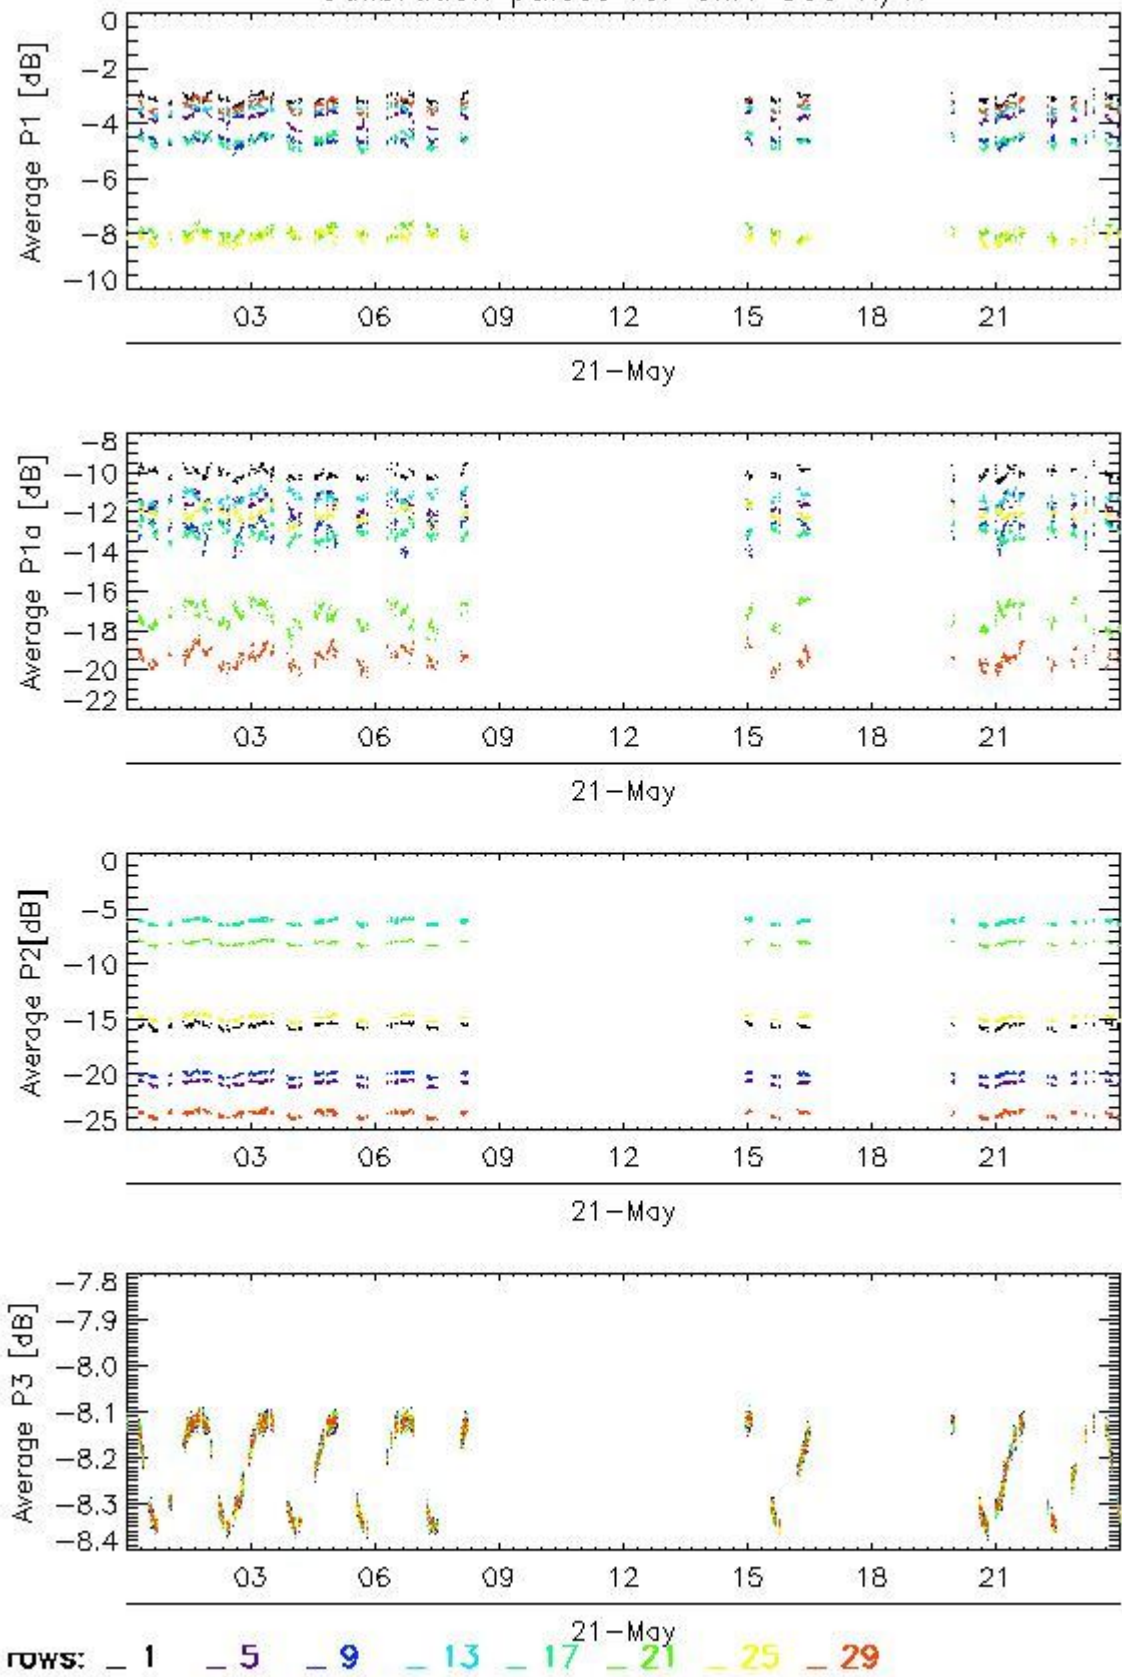 Average P1 [dB]
0
-2
-4
-6
-8
-10
03 06 09 12 15 18 21
21-May
Average P1a [dB]
-8
-10
-12
-14
-16
-18
-20
-22
03 06 09 12 15 18 21
21-May
Average P2[dB]
0
-5
-10
-15
-20
-25
03 06 09 12 15 18 21
21-May
Average P3 [dB]
-7.8
-7.9
-8.0
-8.1
-8.2
-8.3
-8.4
03 06 09 12 15 18 21
21-May
rows: _ 1 _ 5 _ 9 _ 13 _ 17 _ 21 _ 25 _ 29